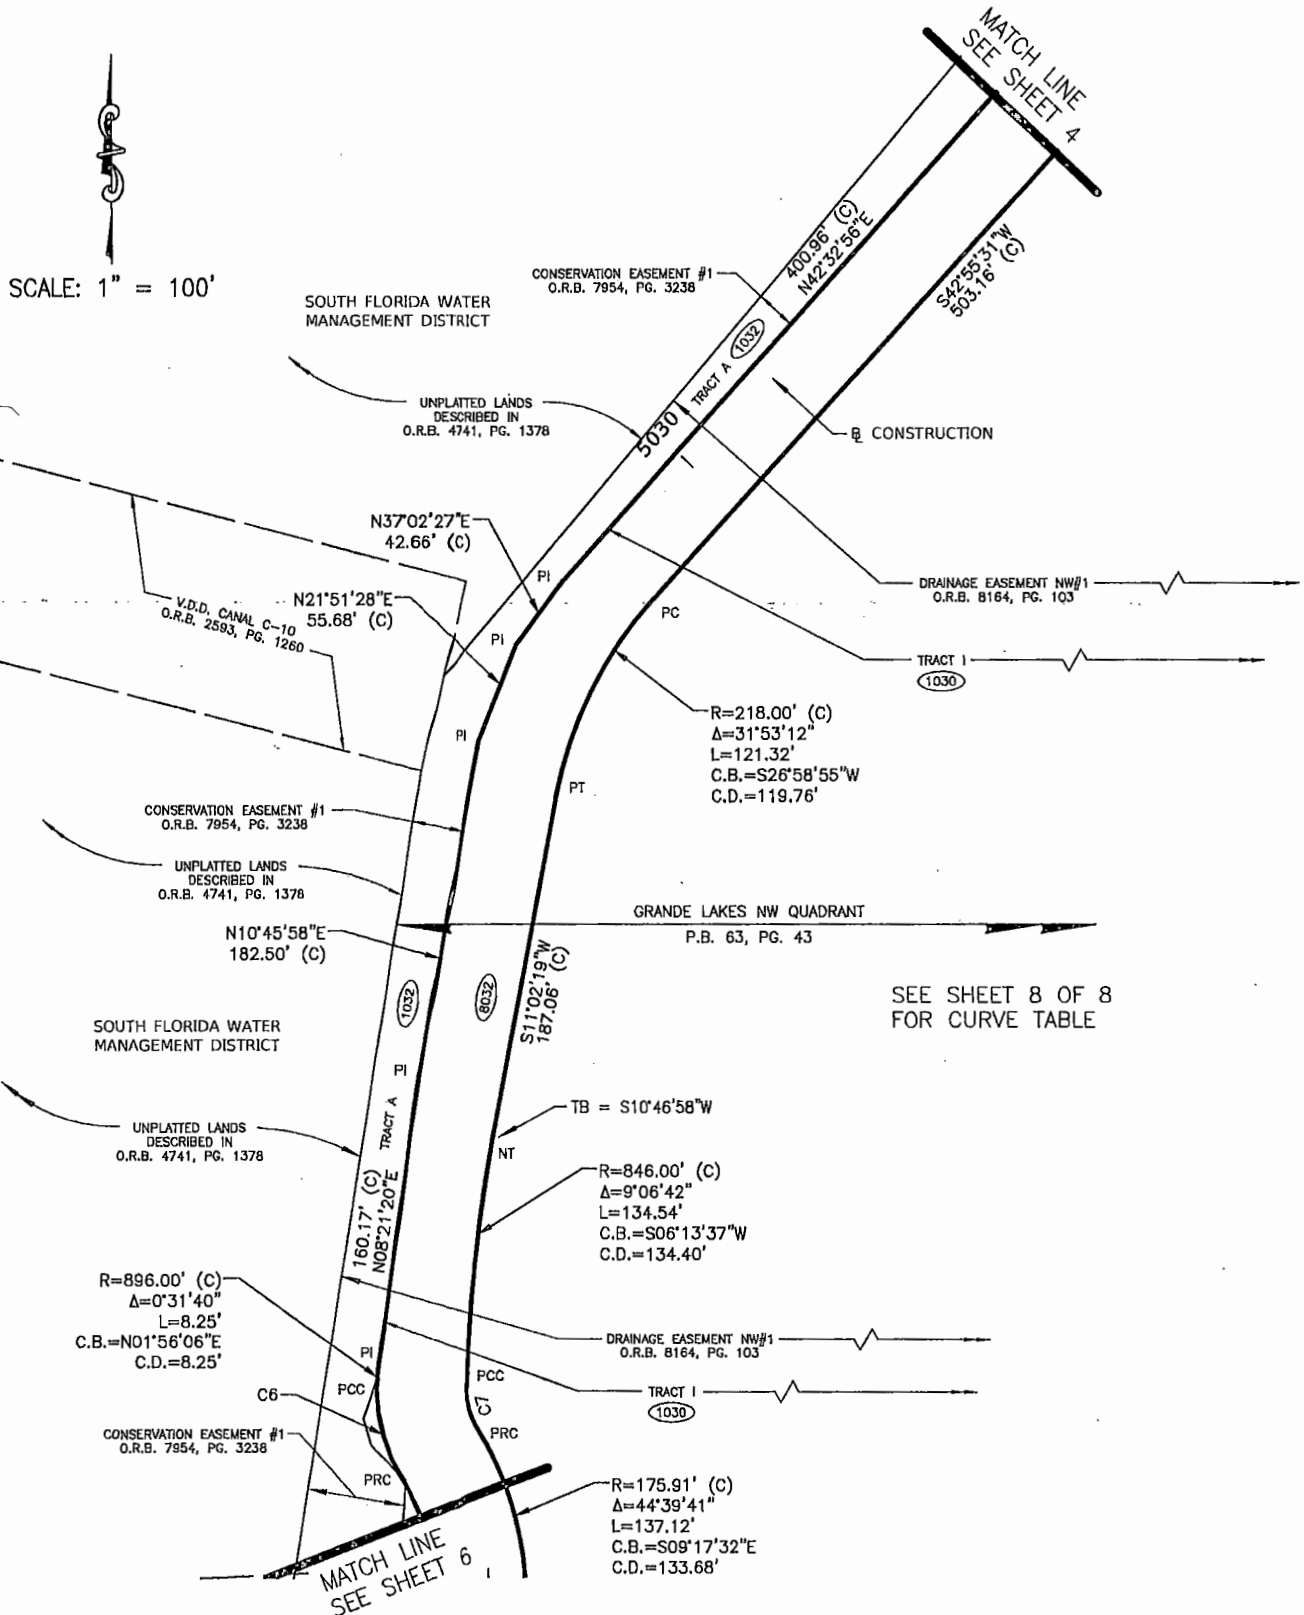 MATCH LINE
SEE SHEET 4
SCALE: 1" = 100'
SOUTH FLORIDA WATER
MANAGEMENT DISTRICT
CONSERVATION EASEMENT #1
O.R.B. 7954, PG. 3238
400.96' (C)
N42°32'56"E
S42°55'31"W
503.16' (C)
TRACT A
1032
5030
UNPLATTED LANDS
DESCRIBED IN
O.R.B. 4741, PG. 1378
BL CONSTRUCTION
N37°02'27"E
42.66' (C)
PI
DRAINAGE EASEMENT NW#1
O.R.B. 8164, PG. 103
V.D.D. CANAL C-10
O.R.B. 2593, PG. 1260
N21°51'28"E
55.68' (C)
PI
PC
TRACT I
1030
R=218.00' (C)
Δ=31°53'12"
L=121.32'
C.B.=S26°58'55"W
C.D.=119.76'
PI
PT
CONSERVATION EASEMENT #1
O.R.B. 7954, PG. 3238
UNPLATTED LANDS
DESCRIBED IN
O.R.B. 4741, PG. 1378
GRANDE LAKES NW QUADRANT
P.B. 63, PG. 43
N10°45'58"E
182.50' (C)
1032
8032
S11°02'19"W
187.06' (C)
SEE SHEET 8 OF 8
FOR CURVE TABLE
SOUTH FLORIDA WATER
MANAGEMENT DISTRICT
PI
TRACT A
TB = S10°46'58"W
NT
UNPLATTED LANDS
DESCRIBED IN
O.R.B. 4741, PG. 1378
160.17' (C)
N08°21'20"E
R=846.00' (C)
Δ=9°06'42"
L=134.54'
C.B.=S06°13'37"W
C.D.=134.40'
R=896.00' (C)
Δ=0°31'40"
L=8.25'
C.B.=N01°56'06"E
C.D.=8.25'
DRAINAGE EASEMENT NW#1
O.R.B. 8164, PG. 103
PI
PCC
PCC
C6
C7
TRACT I
1030
PRC
CONSERVATION EASEMENT #1
O.R.B. 7954, PG. 3238
PRC
R=175.91' (C)
Δ=44°39'41"
L=137.12'
C.B.=S09°17'32"E
C.D.=133.68'
MATCH LINE
SEE SHEET 6